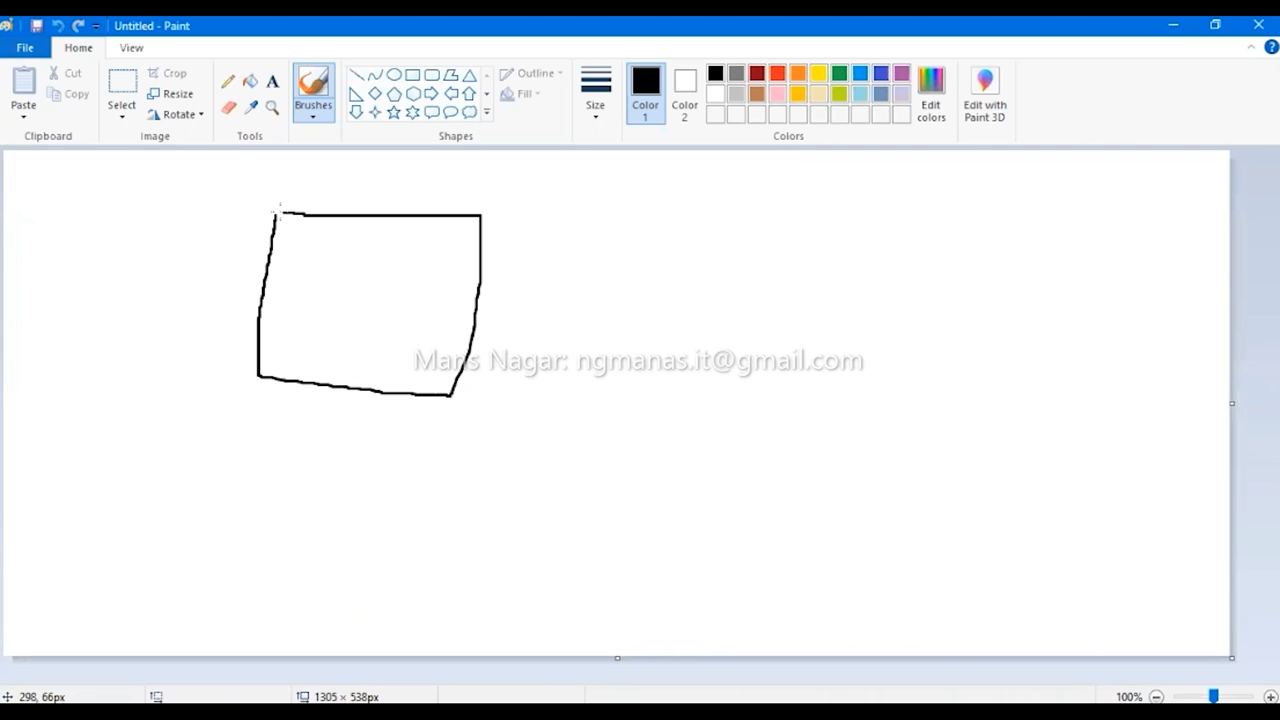 Untitled - Paint
File Home View
Paste
Cut
Copy
Clipboard
Select
Crop
Resize
Rotate
Image
Tools
Brushes
Shapes
Outline
Fill
Size
Color 1
Color 2
Colors
Edit colors
Edit with Paint 3D
Mans Nagar: ngmanas.it@gmail.com
298, 66px
1305 × 538px
100%